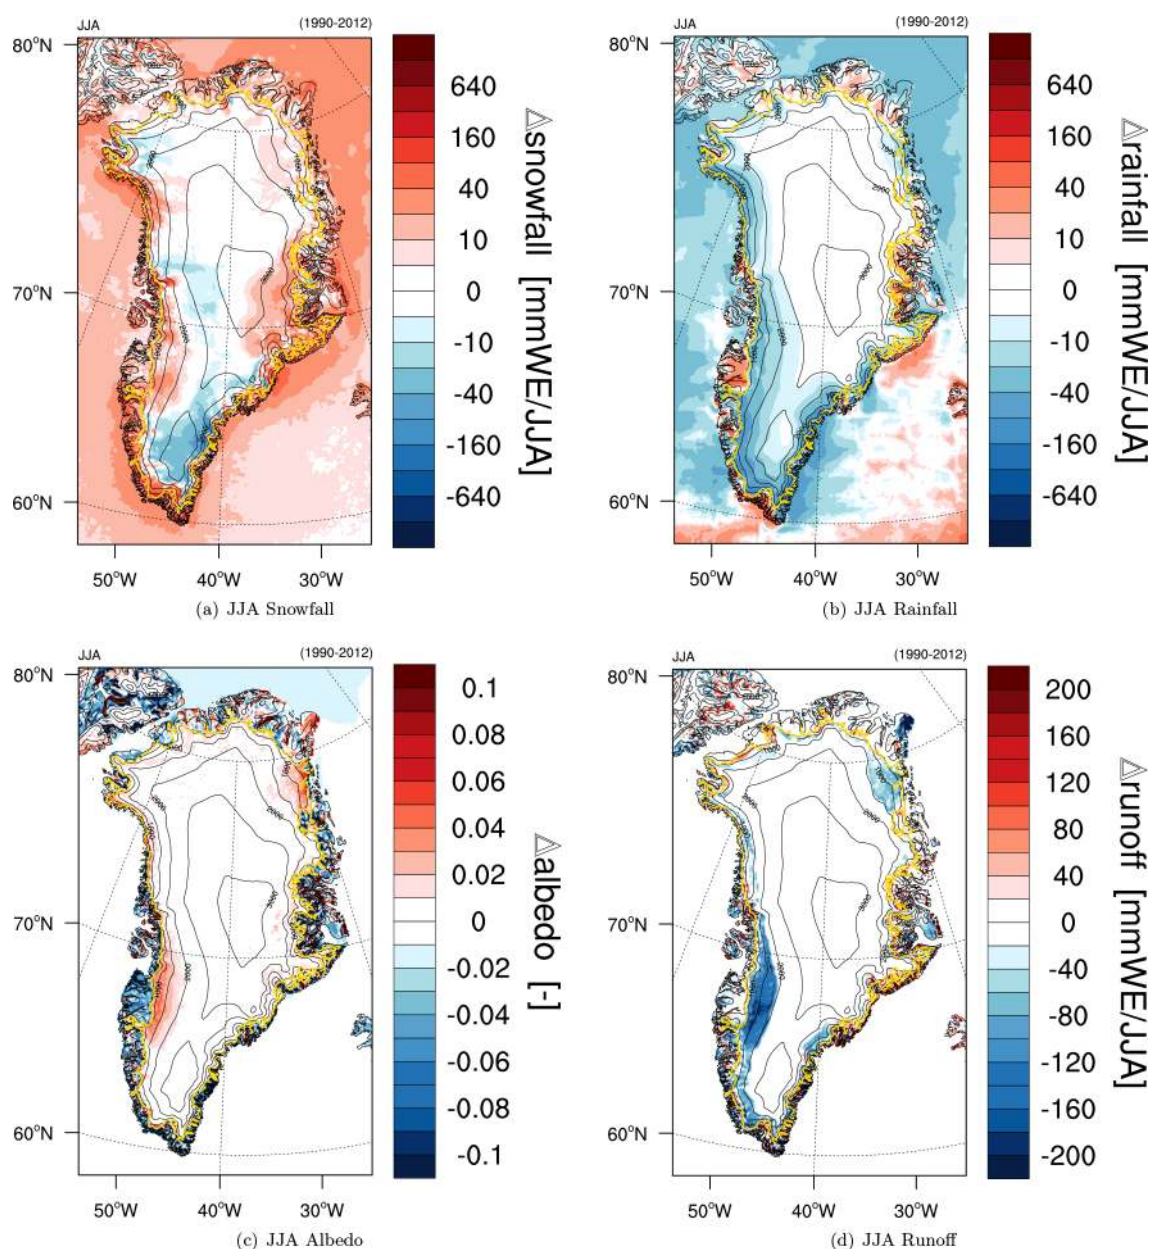 JJA (1990-2012)
80°N
70°N
60°N
50°W 40°W 30°W
640
160
40
10
0
-10
-40
-160
-640
△snowfall [mmWE/JJA]
(a) JJA Snowfall
JJA (1990-2012)
80°N
70°N
60°N
50°W 40°W 30°W
640
160
40
10
0
-10
-40
-160
-640
△rainfall [mmWE/JJA]
(b) JJA Rainfall
JJA (1990-2012)
80°N
70°N
60°N
50°W 40°W 30°W
0.1
0.08
0.06
0.04
0.02
0
-0.02
-0.04
-0.06
-0.08
-0.1
△albedo [-]
(c) JJA Albedo
JJA (1990-2012)
80°N
70°N
60°N
50°W 40°W 30°W
200
160
120
80
40
0
-40
-80
-120
-160
-200
△runoff [mmWE/JJA]
(d) JJA Runoff